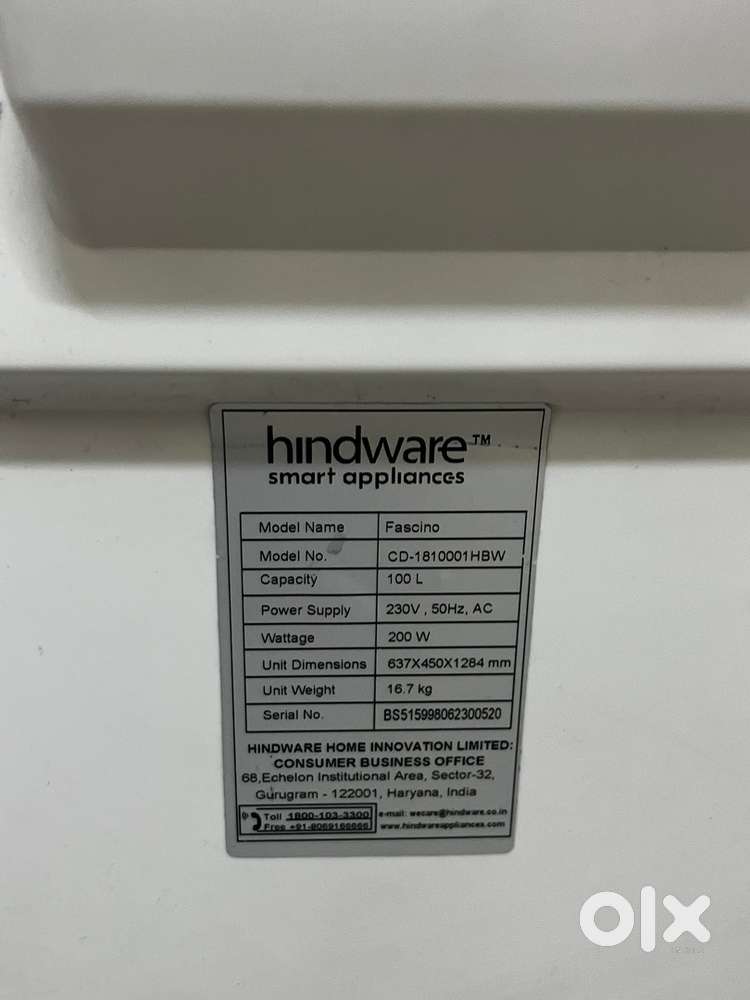 hindware™
smart appliances
Model Name Fascino
Model No. CD-1810001HBW
Capacity 100 L
Power Supply 230V , 50Hz, AC
Wattage 200 W
Unit Dimensions 637X450X1284 mm
Unit Weight 16.7 kg
Serial No. BS515998062300520
HINDWARE HOME INNOVATION LIMITED:
CONSUMER BUSINESS OFFICE
68,Echelon Institutional Area, Sector-32,
Gurugram - 122001, Haryana, India
Toll 1800-103-3300 e-mail: wecare@hindware.co.in
Free +91-8069166666 www.hindwareappliances.com
olx